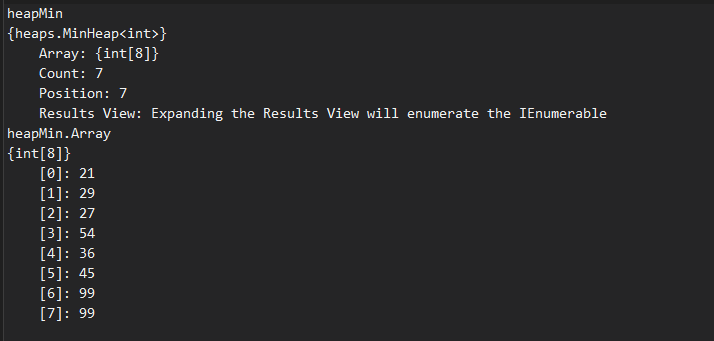 heapMin
{heaps.MinHeap<int>}
    Array: {int[8]}
    Count: 7
    Position: 7
    Results View: Expanding the Results View will enumerate the IEnumerable
heapMin.Array
{int[8]}
    [0]: 21
    [1]: 29
    [2]: 27
    [3]: 54
    [4]: 36
    [5]: 45
    [6]: 99
    [7]: 99